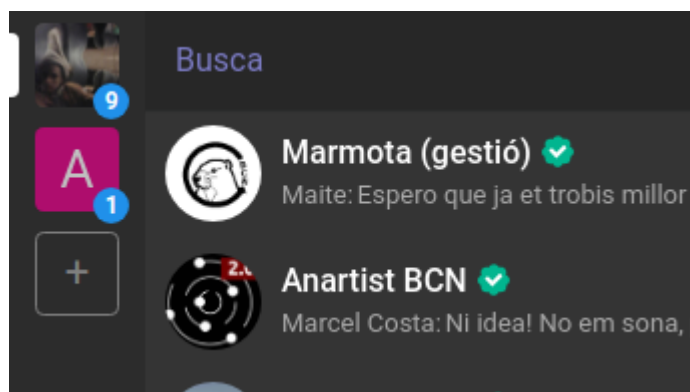 9
A
1
+
Busca
Marmota (gestió)
Maite: Espero que ja et trobis millor
2.
Anartist BCN
Marcel Costa: Ni idea! No em sona,